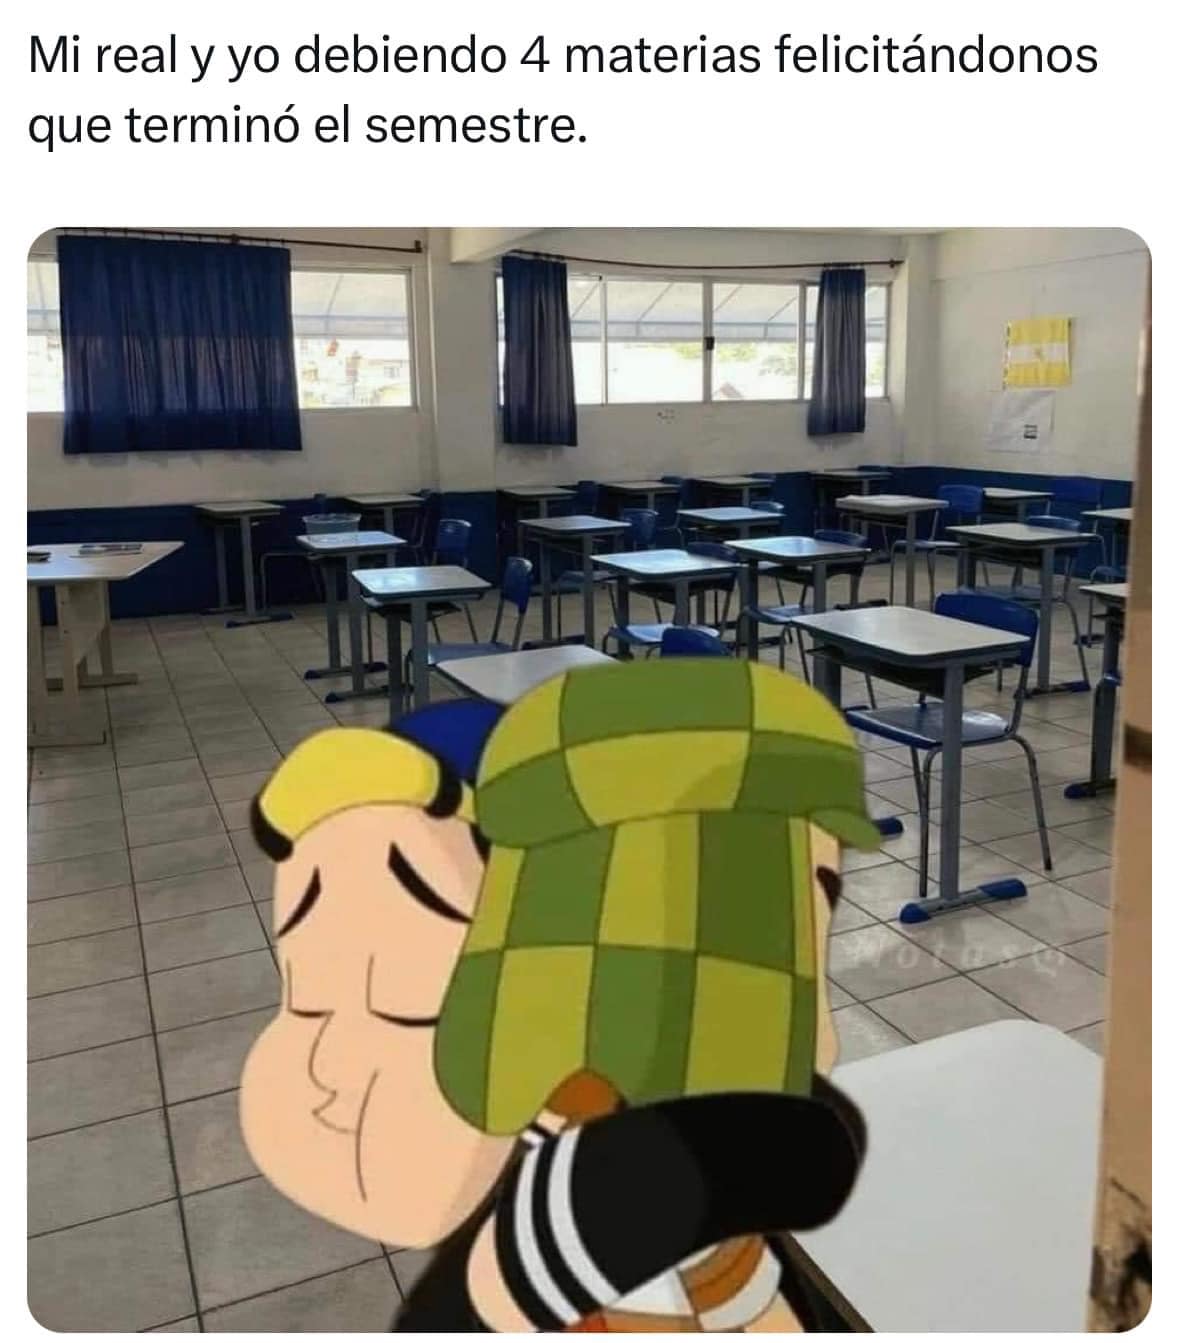 Mi real y yo debiendo 4 materias felicitándonos
que terminó el semestre.